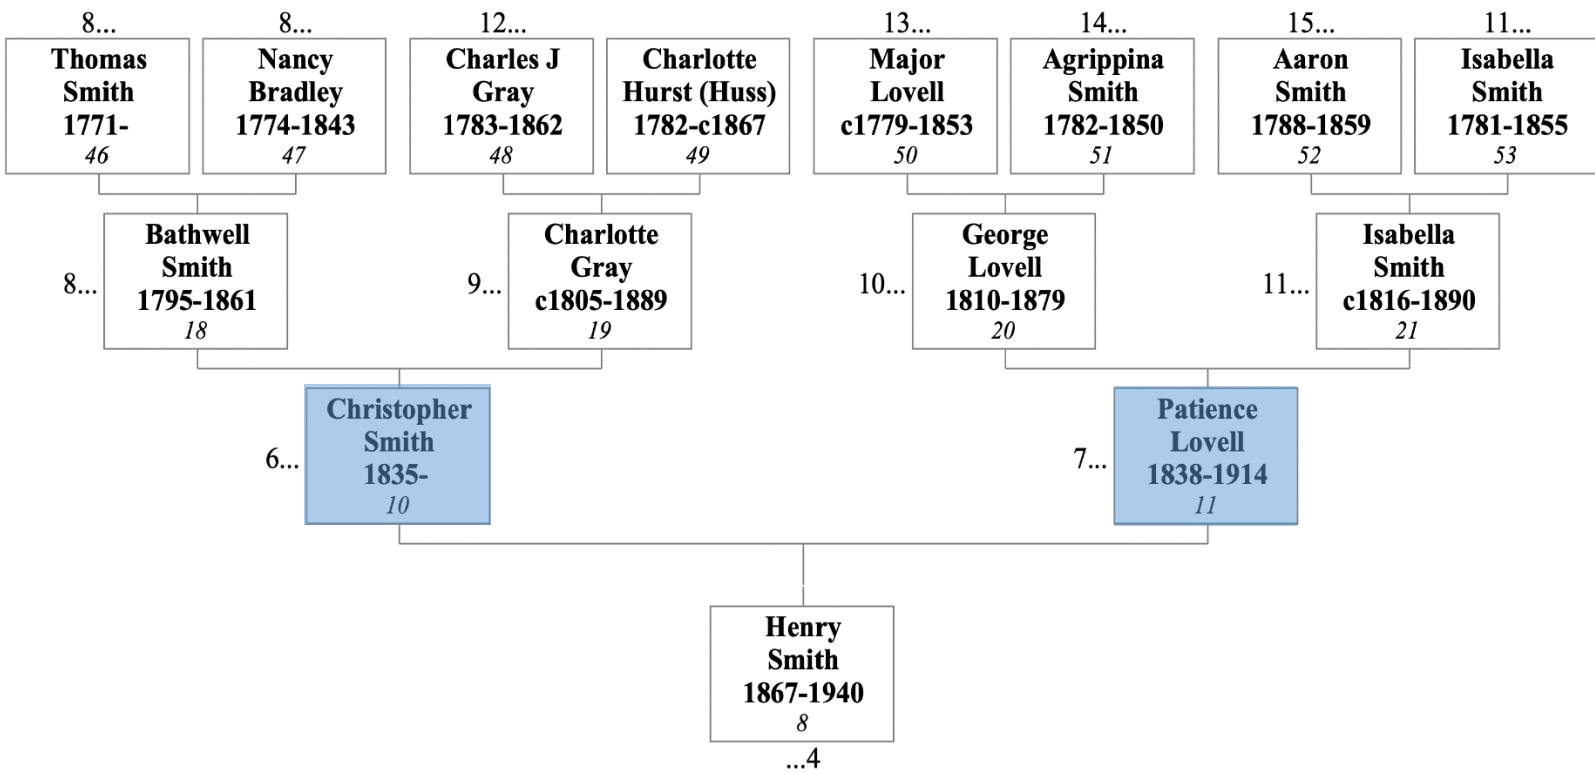 8...
8...
12...
13...
14...
15...
11...
Thomas
Smith
1771-
46
Nancy
Bradley
1774-1843
47
Charles J
Gray
1783-1862
48
Charlotte
Hurst (Huss)
1782-c1867
49
Major
Lovell
c1779-1853
50
Agrippina
Smith
1782-1850
51
Aaron
Smith
1788-1859
52
Isabella
Smith
1781-1855
53
8...
Bathwell
Smith
1795-1861
18
9...
Charlotte
Gray
c1805-1889
19
10...
George
Lovell
1810-1879
20
11...
Isabella
Smith
c1816-1890
21
6...
Christopher
Smith
1835-
10
7...
Patience
Lovell
1838-1914
11
Henry
Smith
1867-1940
8
...4